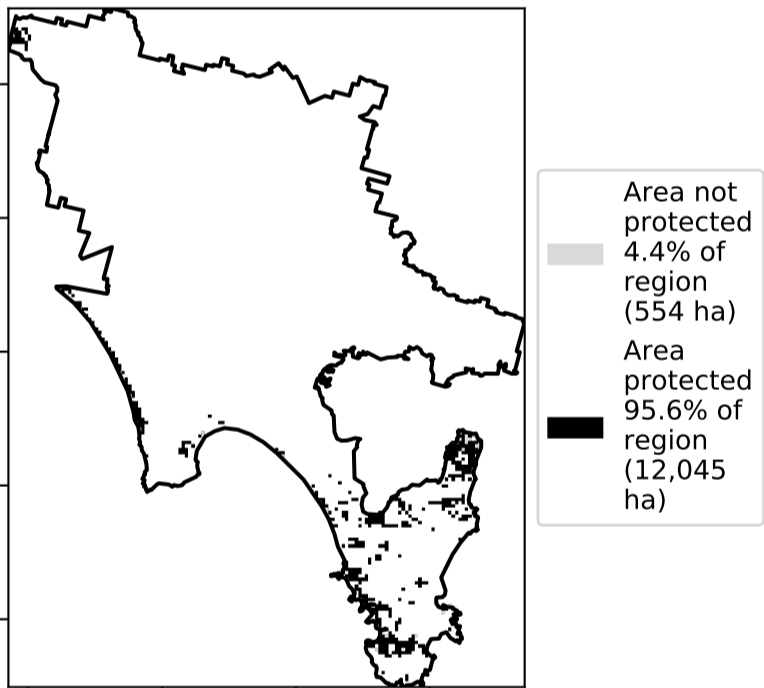 Area not
protected
4.4% of
region
(554 ha)
Area
protected
95.6% of
region
(12,045
ha)